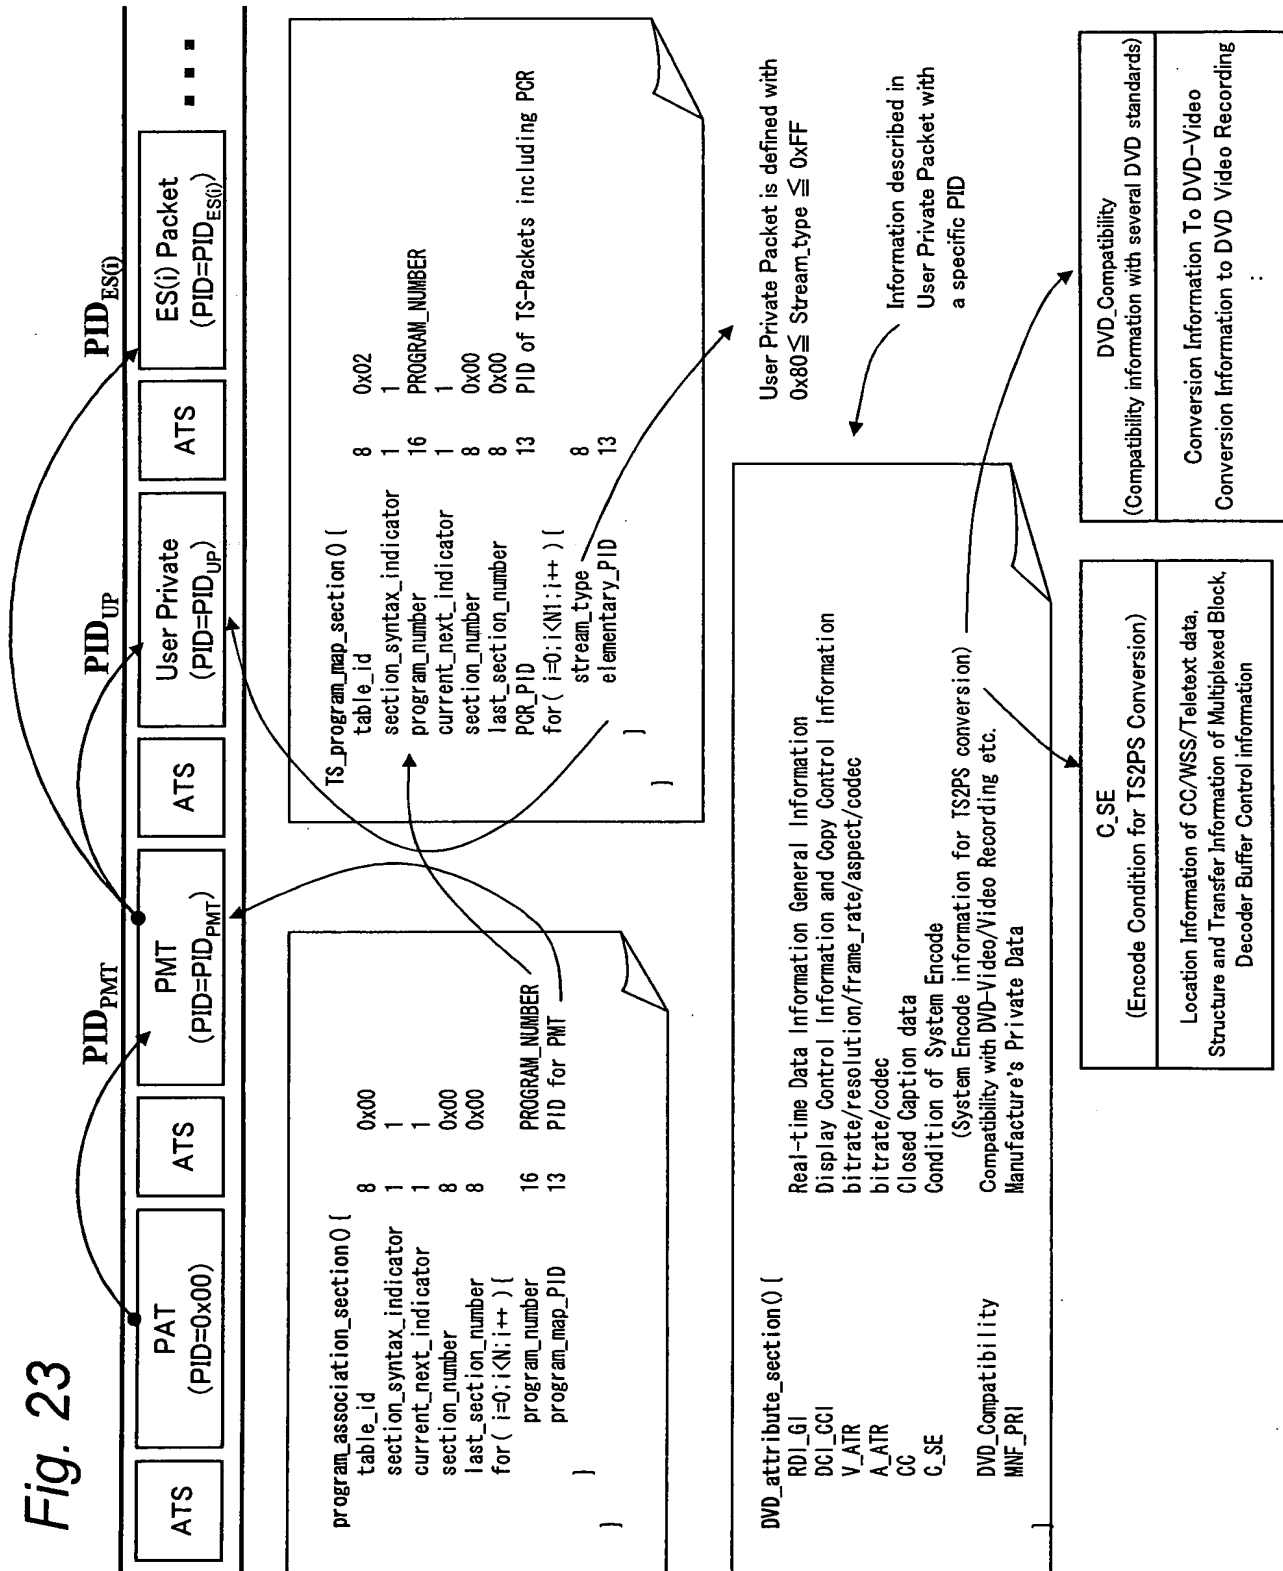 Fig. 23
PID_PMT
PID_UP
PID_ES(i)
ATS
PAT
(PID=0x00)
ATS
PMT
(PID=PID_PMT)
ATS
User Private
(PID=PID_UP)
ATS
ES(i) Packet
(PID=PID_ES(i))
...
program_association_section() {
table_id 8 0x00
section_syntax_indicator 1 1
current_next_indicator 1 1
section_number 8 0x00
last_section_number 8 0x00
for( i=0;i<N;i++ ) {
program_number 16 PROGRAM_NUMBER
program_map_PID 13 PID for PMT
}
TS_program_map_section() {
table_id 8 0x02
section_syntax_indicator 1 1
program_number 16 PROGRAM_NUMBER
current_next_indicator 1 1
section_number 8 0x00
last_section_number 8 0x00
PCR_PID 13 PID of TS-Packets including PCR
for( i=0;i<N1;i++ ) {
stream_type 8
elementary_PID 13
}
}
User Private Packet is defined with
0x80≦ Stream_type ≦ 0xFF
DVD_attribute_section() {
RDI_GI Real-time Data Information General Information
DCI_CCI Display Control Information and Copy Control Information
V_ATR bitrate/resolution/frame_rate/aspect/codec
A_ATR bitrate/codec
CC Closed Caption data
C_SE Condition of System Encode
(System Encode information for TS2PS conversion)
DVD_Compatibility Compatibility with DVD-Video/Video Recording etc.
MNF_PRI Manufacture's Private Data
}
Information described in
User Private Packet with
a specific PID
C_SE
(Encode Condition for TS2PS Conversion)
Location Information of CC/WSS/Teletext data,
Structure and Transfer Information of Multiplexed Block,
Decoder Buffer Control information
DVD_Compatibility
(Compatibility information with several DVD standards)
Conversion Information To DVD-Video
Conversion Information to DVD Video Recording
: